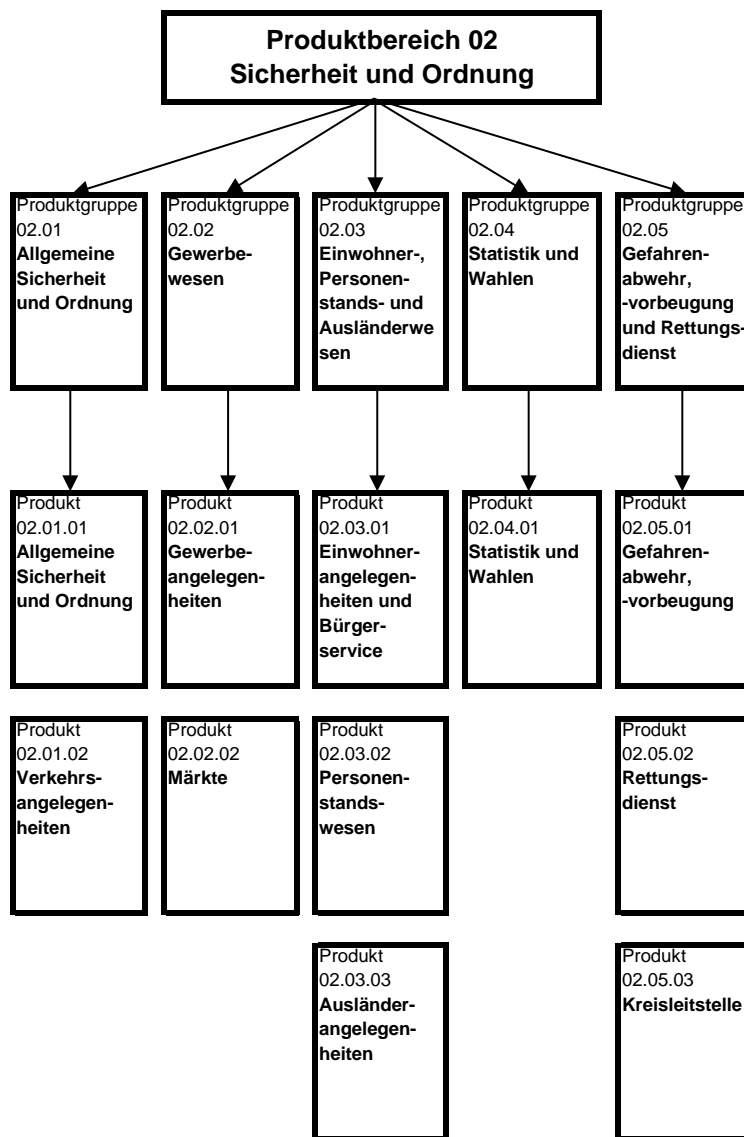 Produktbereich 02
Sicherheit und Ordnung
Produktgruppe
02.01
Allgemeine
Sicherheit
und Ordnung
Produktgruppe
02.02
Gewerbe-
wesen
Produktgruppe
02.03
Einwohner-,
Personen-
stands- und
Ausländerwe
sen
Produktgruppe
02.04
Statistik und
Wahlen
Produktgruppe
02.05
Gefahren-
abwehr,
-vorbeugung
und Rettungs-
dienst
Produkt
02.01.01
Allgemeine
Sicherheit
und Ordnung
Produkt
02.02.01
Gewerbe-
angelegen-
heiten
Produkt
02.03.01
Einwohner-
angelegen-
heiten und
Bürger-
service
Produkt
02.04.01
Statistik und
Wahlen
Produkt
02.05.01
Gefahren-
abwehr,
-vorbeugung
Produkt
02.01.02
Verkehrs-
angelegen-
heiten
Produkt
02.02.02
Märkte
Produkt
02.03.02
Personen-
stands-
wesen
Produkt
02.05.02
Rettungs-
dienst
Produkt
02.03.03
Ausländer-
angelegen-
heiten
Produkt
02.05.03
Kreisleitstelle